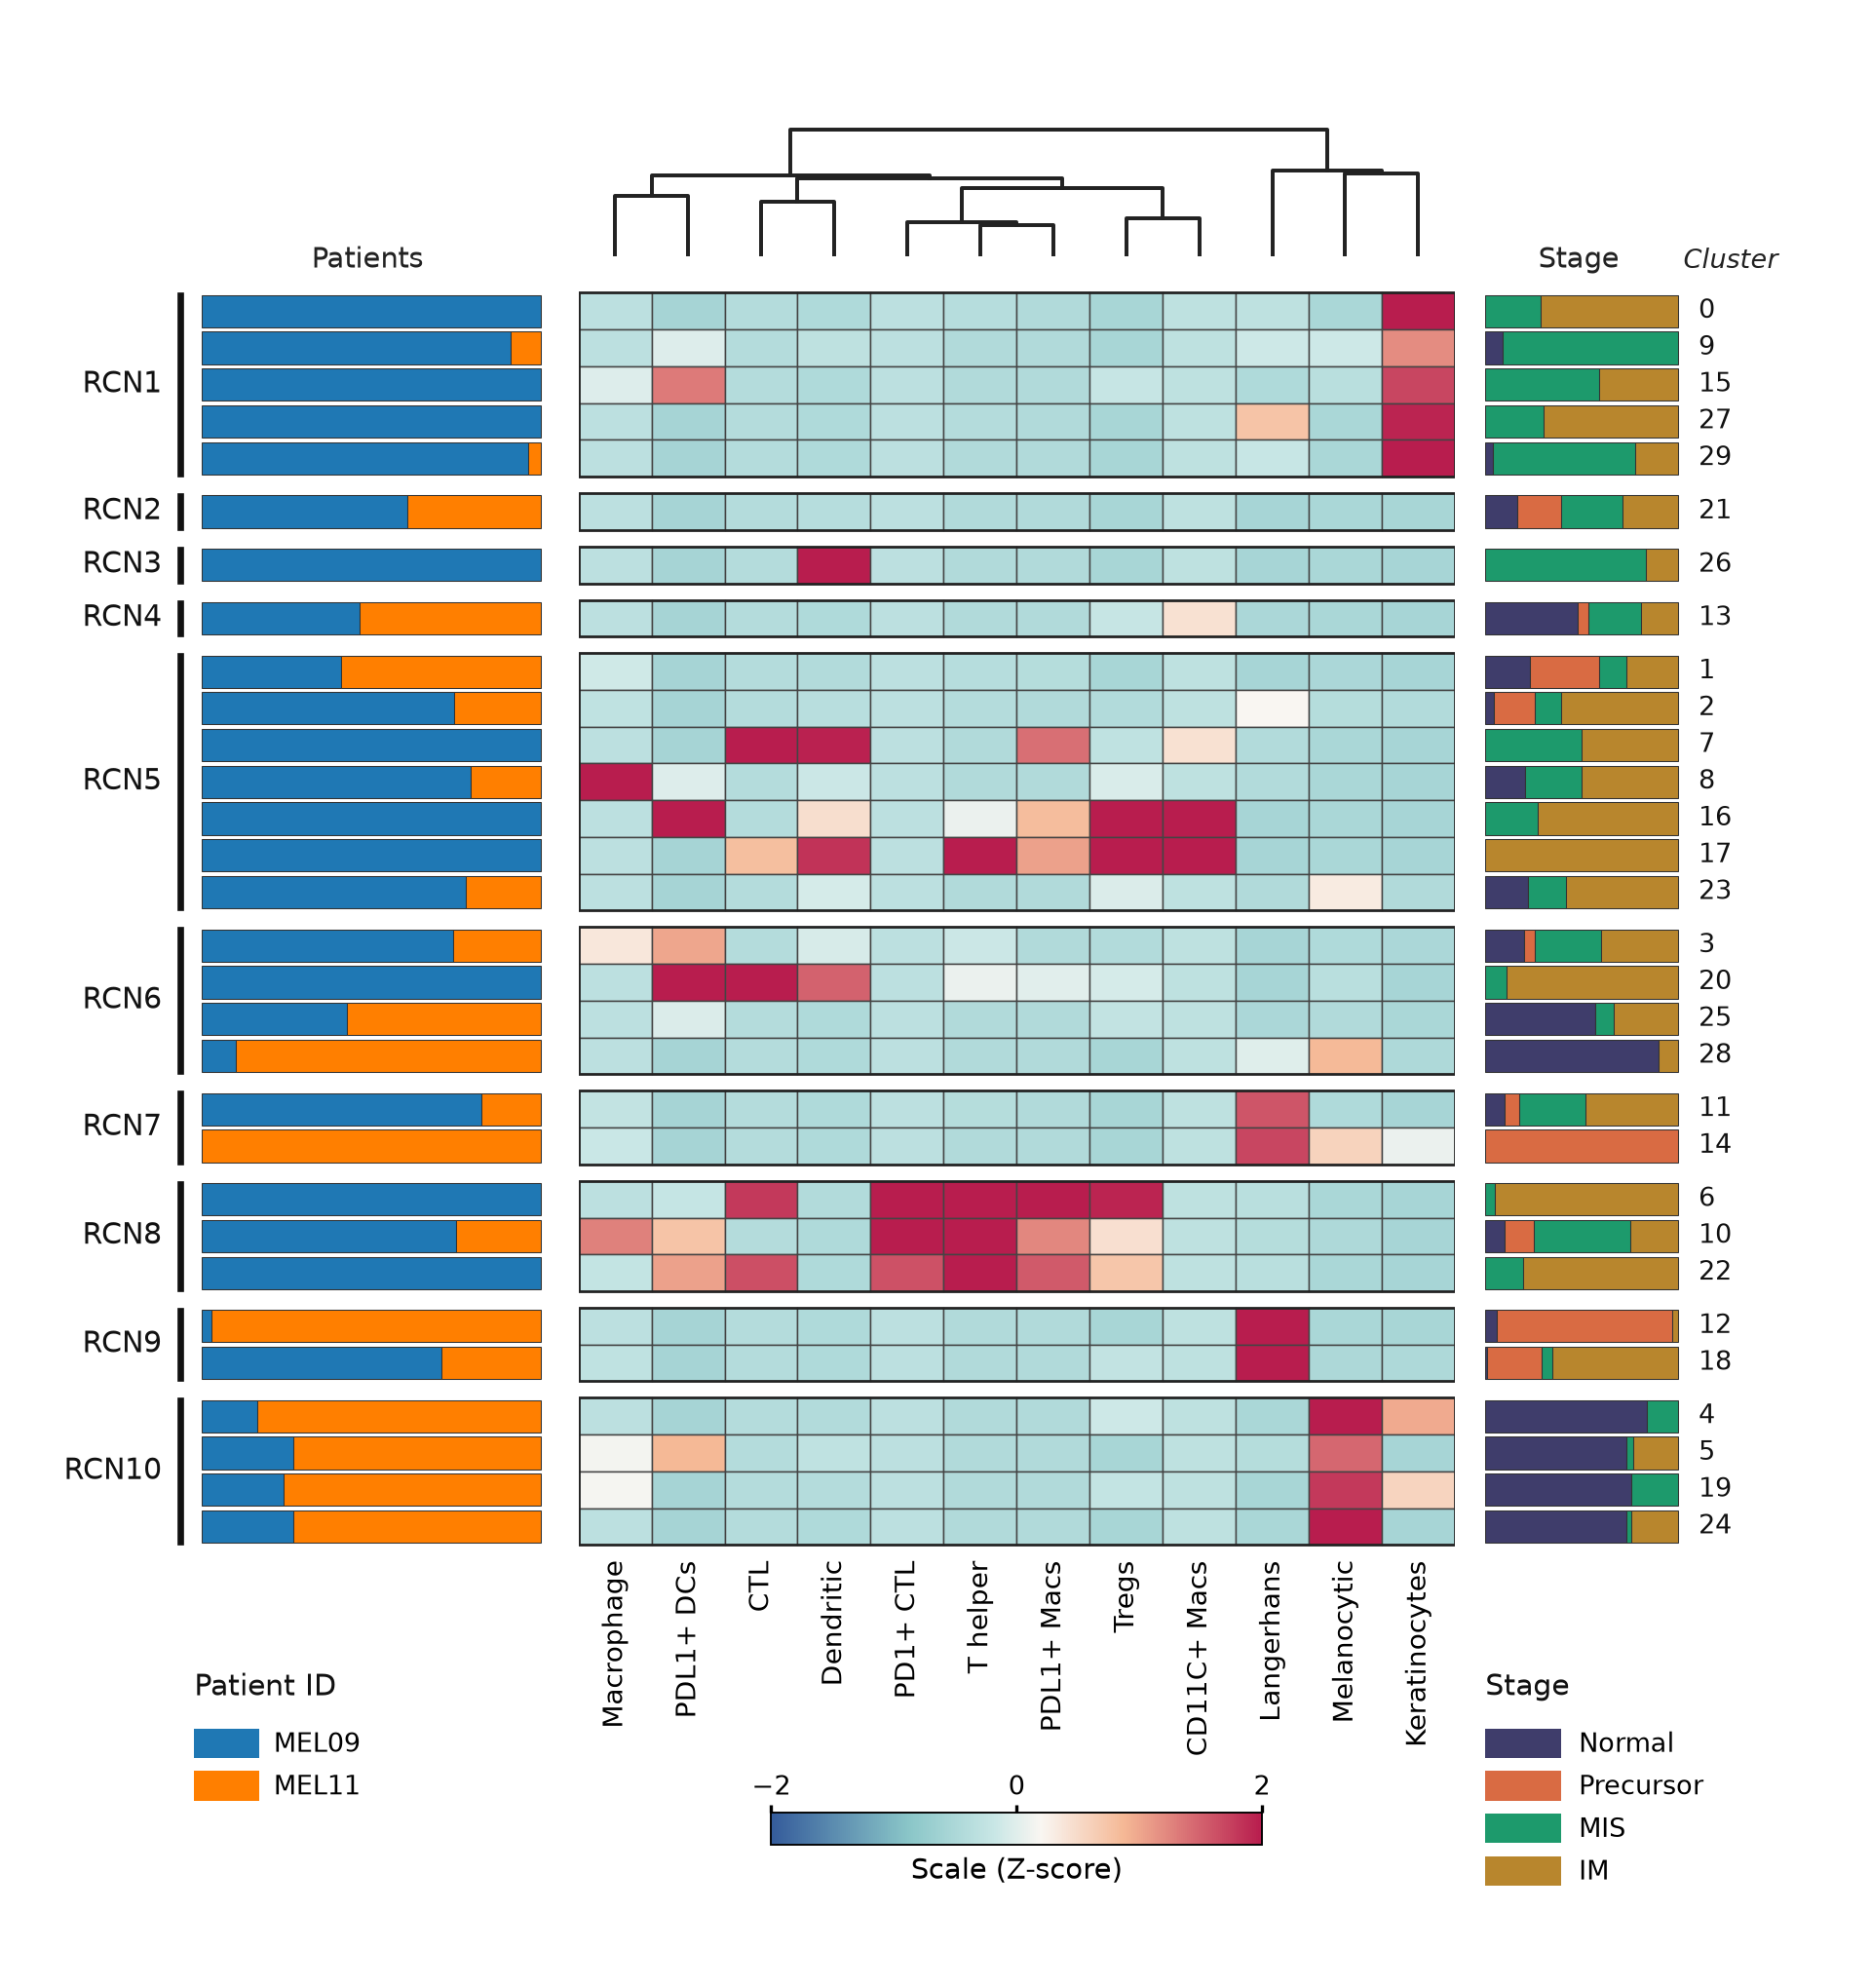 Patients
Stage
Cluster
RCN1
0
9
15
27
29
RCN2
21
RCN3
26
RCN4
13
RCN5
1
2
7
8
16
17
23
RCN6
3
20
25
28
RCN7
11
14
RCN8
6
10
22
RCN9
12
18
RCN10
4
5
19
24
Macrophage
PDL1+ DCs
CTL
Dendritic
PD1+ CTL
T helper
PDL1+ Macs
Tregs
CD11C+ Macs
Langerhans
Melanocytic
Keratinocytes
Patient ID
MEL09
MEL11
−2 0 2
Scale (Z-score)
Stage
Normal
Precursor
MIS
IM